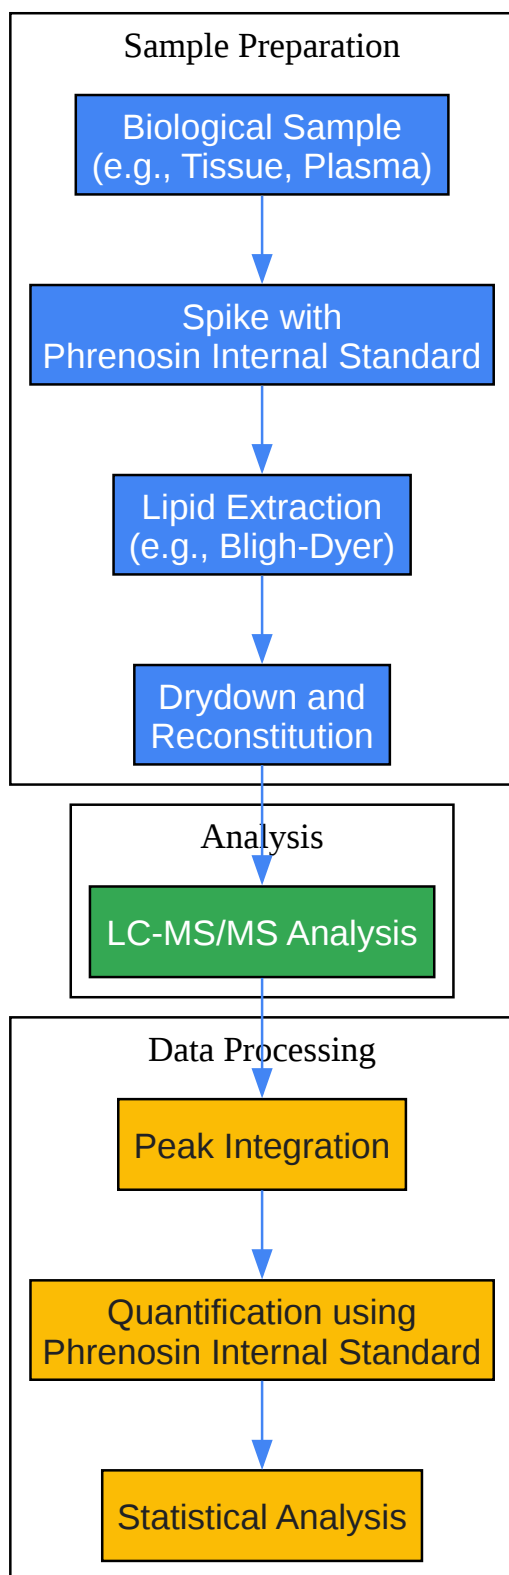 Sample Preparation
Biological Sample
(e.g., Tissue, Plasma)
Spike with
Phrenosin Internal Standard
Lipid Extraction
(e.g., Bligh-Dyer)
Drydown and
Reconstitution
Analysis
LC-MS/MS Analysis
Data Processing
Peak Integration
Quantification using
Phrenosin Internal Standard
Statistical Analysis